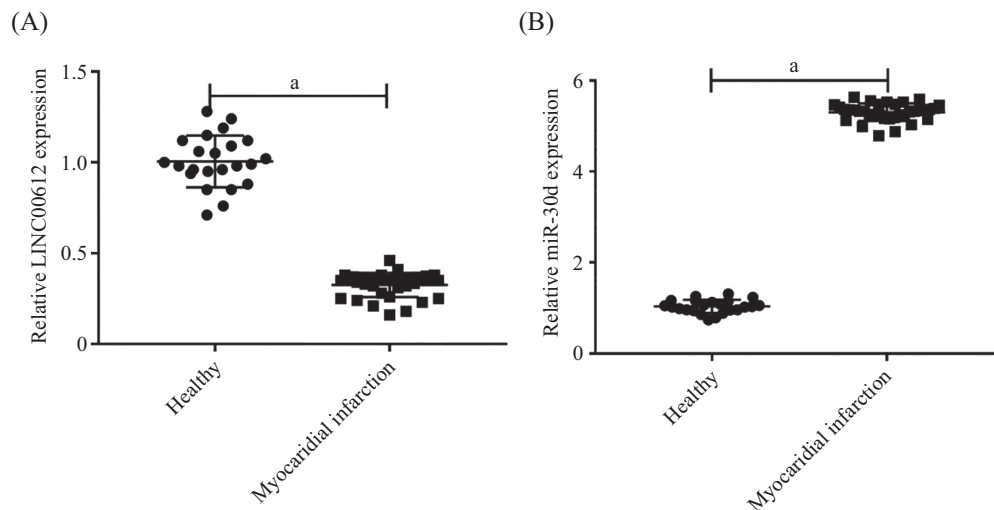 (A)
Relative LINC00612 expression
1.5
1.0
0.5
0
a
Healthy
Myocaridial infarction
(B)
Relative miR-30d expression
6
4
2
0
a
Healthy
Myocaridial infarction